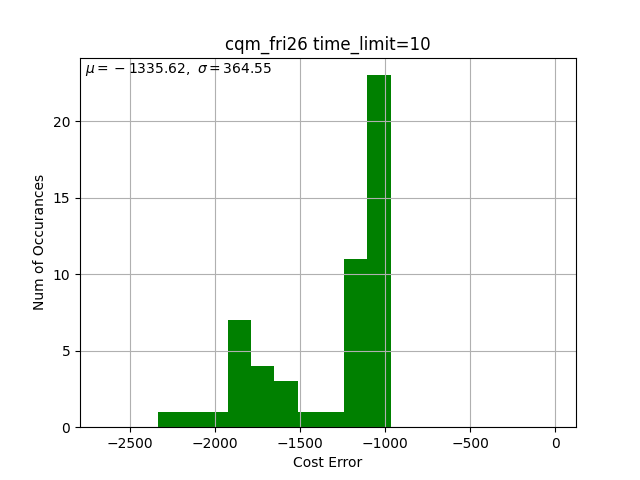 cqm_fri26 time_limit=10
μ = −1335.62, σ = 364.55
Num of Occurances
20
15
10
5
0
−2500 −2000 −1500 −1000 −500 0
Cost Error